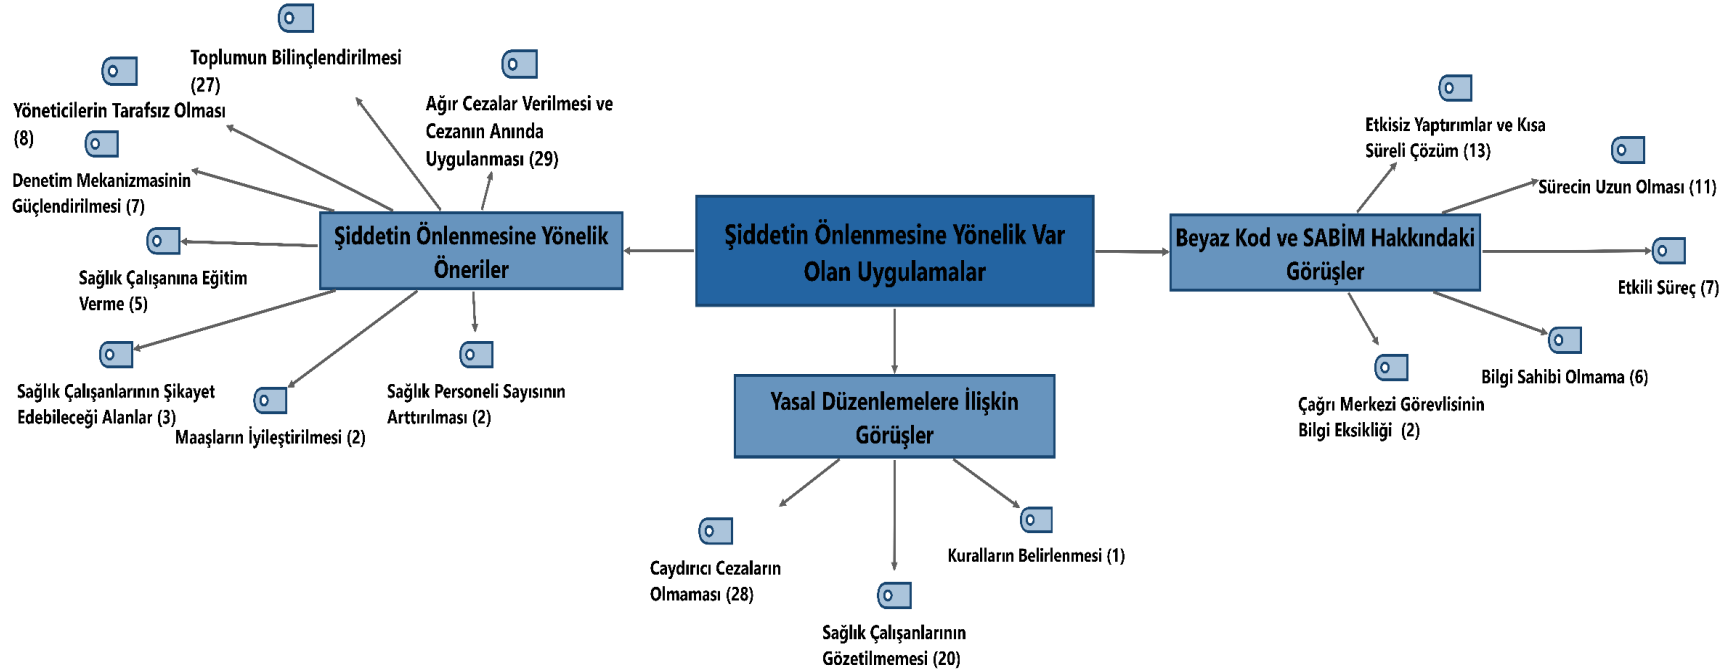 Toplumun Bilinçlendirilmesi
(27)
Yöneticilerin Tarafsız Olması
(8)
Ağır Cezalar Verilmesi ve
Cezanın Anında
Uygulanması (29)
Denetim Mekanizmasinin
Güçlendirilmesi (7)
Sağlık Çalışanına Eğitim
Verme (5)
Sağlık Çalışanlarının Şikayet
Edebileceği Alanlar (3)
Maaşların İyileştirilmesi (2)
Sağlık Personeli Sayısının
Arttırılması (2)
Şiddetin Önlenmesine Yönelik
Öneriler
Şiddetin Önlenmesine Yönelik Var
Olan Uygulamalar
Yasal Düzenlemelere İlişkin
Görüşler
Caydırıcı Cezaların
Olmaması (28)
Sağlık Çalışanlarının
Gözetilmemesi (20)
Kuralların Belirlenmesi (1)
Beyaz Kod ve SABİM Hakkındaki
Görüşler
Etkisiz Yaptırımlar ve Kısa
Süreli Çözüm (13)
Sürecin Uzun Olması (11)
Etkili Süreç (7)
Bilgi Sahibi Olmama (6)
Çağrı Merkezi Görevlisinin
Bilgi Eksikliği (2)